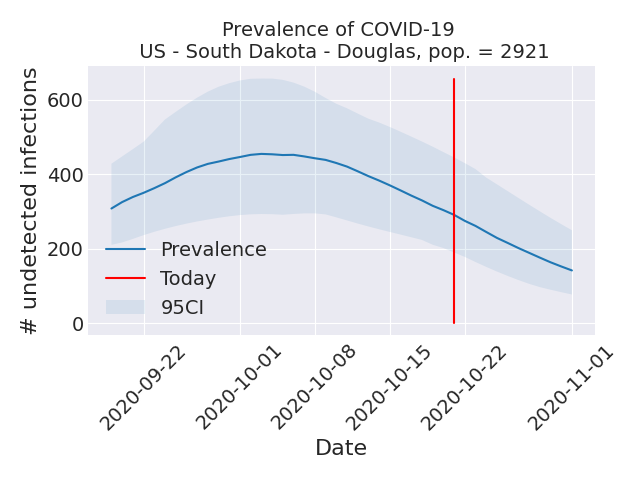 Prevalence of COVID-19
US - South Dakota - Douglas, pop. = 2921
# undetected infections
600
400
200
0
Prevalence
Today
95CI
2020-09-22
2020-10-01
2020-10-08
2020-10-15
2020-10-22
2020-11-01
Date